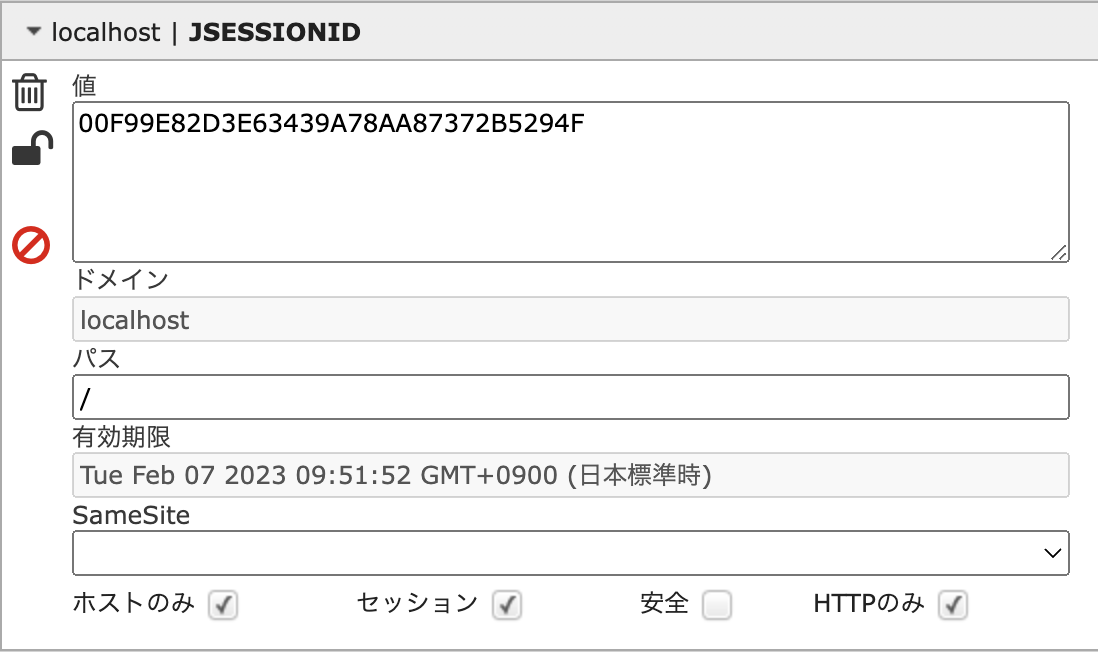 localhost | JSESSIONID
値
00F99E82D3E63439A78AA87372B5294F
ドメイン
localhost
パス
/
有効期限
Tue Feb 07 2023 09:51:52 GMT+0900 (日本標準時)
SameSite
ホストのみ セッション 安全 HTTPのみ